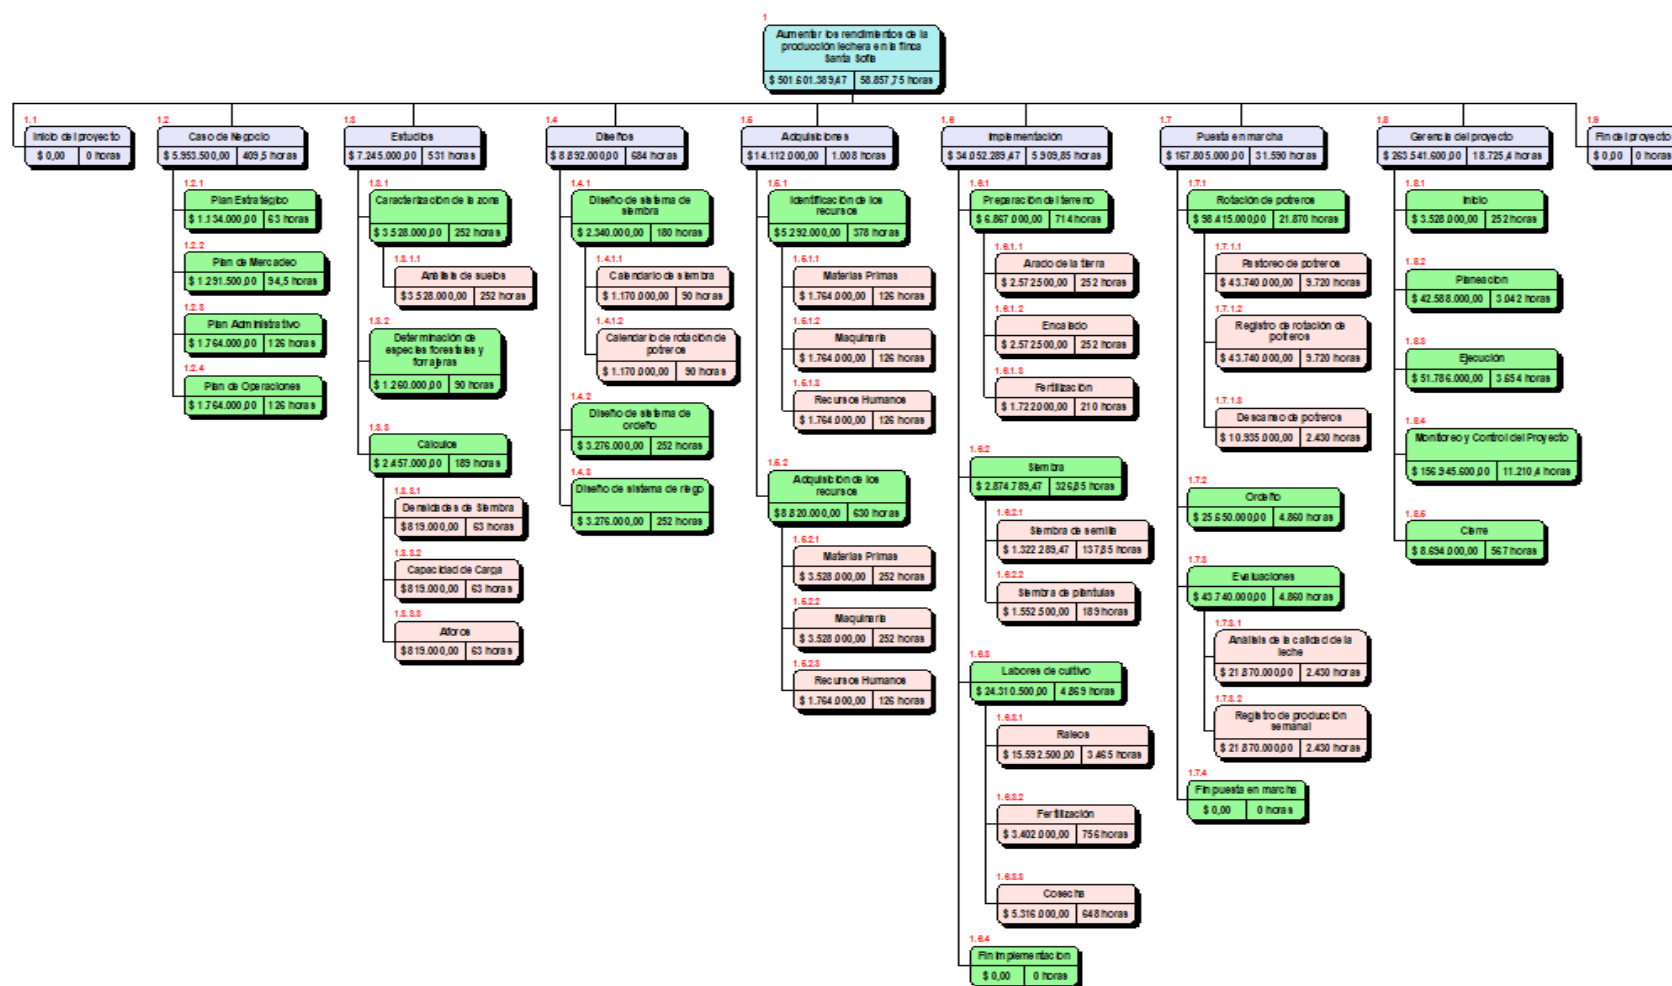 1
Aumentar los rendimientos de la
producción lechera en la finca
Santa Sofía
$ 501.601.389,47 58.857,75 horas
1.1
Inicio del proyecto
$ 0,00 0 horas
1.2
Caso de Negocio
$ 5.953.500,00 409,5 horas
1.2.1
Plan Estratégico
$ 1.134.000,00 63 horas
1.2.2
Plan de Mercadeo
$ 1.291.500,00 94,5 horas
1.2.3
Plan Administrativo
$ 1.764.000,00 126 horas
1.2.4
Plan de Operaciones
$ 1.764.000,00 126 horas
1.3
Estudios
$ 7.245.000,00 531 horas
1.3.1
Caracterización de la zona
$ 3.528.000,00 252 horas
1.3.1.1
Análisis de suelos
$ 3.528.000,00 252 horas
1.3.2
Determinación de
especies forestales y
forrajeras
$ 1.260.000,00 90 horas
1.3.3
Cálculos
$ 2.457.000,00 189 horas
1.3.3.1
Densidades de Siembra
$ 819.000,00 63 horas
1.3.3.2
Capacidad de Carga
$ 819.000,00 63 horas
1.3.3.3
Aforos
$ 819.000,00 63 horas
1.4
Diseños
$ 8.892.000,00 684 horas
1.4.1
Diseño de sistema de
siembra
$ 2.340.000,00 180 horas
1.4.1.1
Calendario de siembra
$ 1.170.000,00 90 horas
1.4.1.2
Calendario de rotación de
potreros
$ 1.170.000,00 90 horas
1.4.2
Diseño de sistema de
ordeño
$ 3.276.000,00 252 horas
1.4.3
Diseño de sistema de riego
$ 3.276.000,00 252 horas
1.5
Adquisiciones
$ 14.112.000,00 1.008 horas
1.5.1
Identificación de los
recursos
$ 5.292.000,00 378 horas
1.5.1.1
Materias Primas
$ 1.764.000,00 126 horas
1.5.1.2
Maquinaria
$ 1.764.000,00 126 horas
1.5.1.3
Recursos Humanos
$ 1.764.000,00 126 horas
1.5.2
Adquisición de los
recursos
$ 8.820.000,00 630 horas
1.5.2.1
Materias Primas
$ 3.528.000,00 252 horas
1.5.2.2
Maquinaria
$ 3.528.000,00 252 horas
1.5.2.3
Recursos Humanos
$ 1.764.000,00 126 horas
1.6
Implementación
$ 34.052.289,47 5.909,85 horas
1.6.1
Preparación del terreno
$ 6.867.000,00 714 horas
1.6.1.1
Arado de la tierra
$ 2.572.500,00 252 horas
1.6.1.2
Encalado
$ 2.572.500,00 252 horas
1.6.1.3
Fertilización
$ 1.722.000,00 210 horas
1.6.2
Siembra
$ 2.874.789,47 326,85 horas
1.6.2.1
Siembra de semilla
$ 1.322.289,47 137,85 horas
1.6.2.2
Siembra de plántulas
$ 1.552.500,00 189 horas
1.6.3
Labores de cultivo
$ 24.310.500,00 4.869 horas
1.6.3.1
Raleos
$ 15.592.500,00 3.465 horas
1.6.3.2
Fertilización
$ 3.402.000,00 756 horas
1.6.3.3
Cosecha
$ 5.316.000,00 648 horas
1.6.4
Fin implementacion
$ 0,00 0 horas
1.7
Puesta en marcha
$ 167.805.000,00 31.590 horas
1.7.1
Rotación de potreros
$ 98.415.000,00 21.870 horas
1.7.1.1
Pastoreo de potreros
$ 43.740.000,00 9.720 horas
1.7.1.2
Registro de rotación de
potreros
$ 43.740.000,00 9.720 horas
1.7.1.3
Descanso de potreros
$ 10.935.000,00 2.430 horas
1.7.2
Ordeño
$ 25.650.000,00 4.860 horas
1.7.3
Evaluaciones
$ 43.740.000,00 4.860 horas
1.7.3.1
Análisis de la calidad de la
leche
$ 21.870.000,00 2.430 horas
1.7.3.2
Registro de producción
semanal
$ 21.870.000,00 2.430 horas
1.7.4
Fin puesta en marcha
$ 0,00 0 horas
1.8
Gerencia del proyecto
$ 263.541.600,00 18.725,4 horas
1.8.1
Inicio
$ 3.528.000,00 252 horas
1.8.2
Planeación
$ 42.588.000,00 3.042 horas
1.8.3
Ejecución
$ 51.786.000,00 3.654 horas
1.8.4
Monitoreo y Control del Proyecto
$ 156.945.600,00 11.210,4 horas
1.8.5
Cierre
$ 8.694.000,00 567 horas
1.9
Fin del proyecto
$ 0,00 0 horas